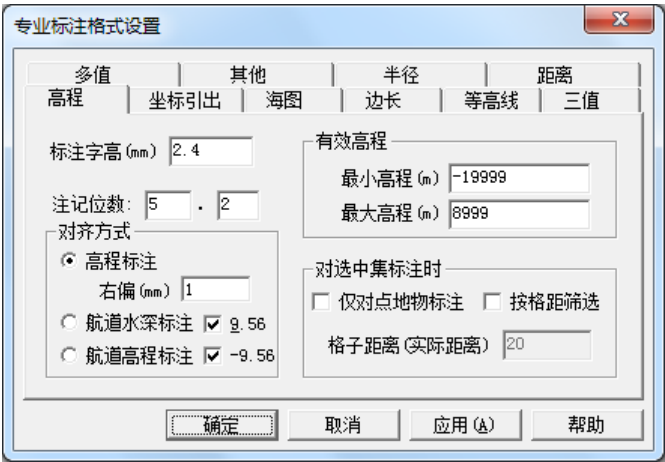 专业标注格式设置
多值 其他 半径 距离
高程 坐标引出 海图 边长 等高线 三值
标注字高(mm) 2.4
注记位数: 5 . 2
对齐方式
高程标注
右偏(mm) 1
航道水深标注 9.56
航道高程标注 -9.56
有效高程
最小高程(m) -19999
最大高程(m) 8999
对选中集标注时
仅对点地物标注 按格距筛选
格子距离(实际距离) 20
确定 取消 应用(A) 帮助